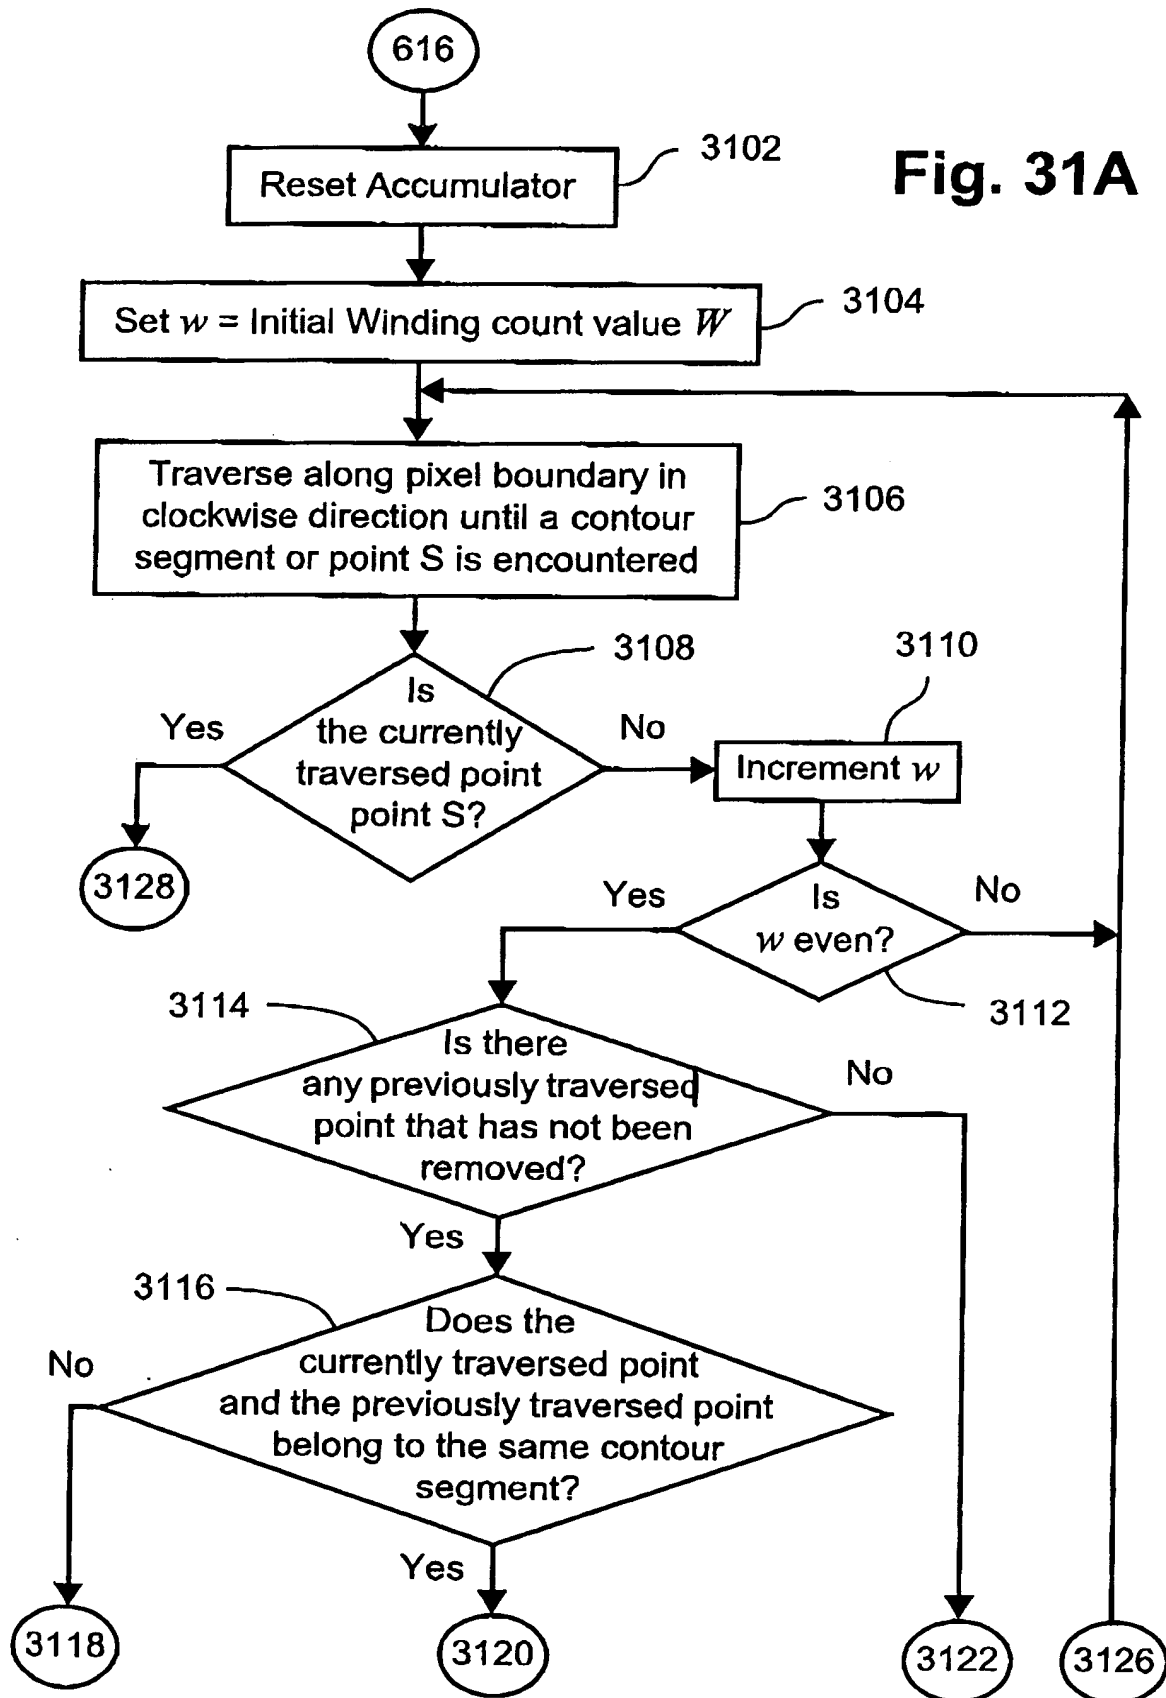 616
3102
Fig. 31A
Reset Accumulator
3104
Set w = Initial Winding count value W
Traverse along pixel boundary in
clockwise direction until a contour
segment or point S is encountered
3106
3108
3110
Is
the currently
traversed point
point S?
Yes
No
Increment w
3128
Yes
Is
w even?
No
3112
3114
Is there
any previously traversed
point that has not been
removed?
No
Yes
3116
Does the
currently traversed point
and the previously traversed point
belong to the same contour
segment?
No
Yes
3118
3120
3122
3126